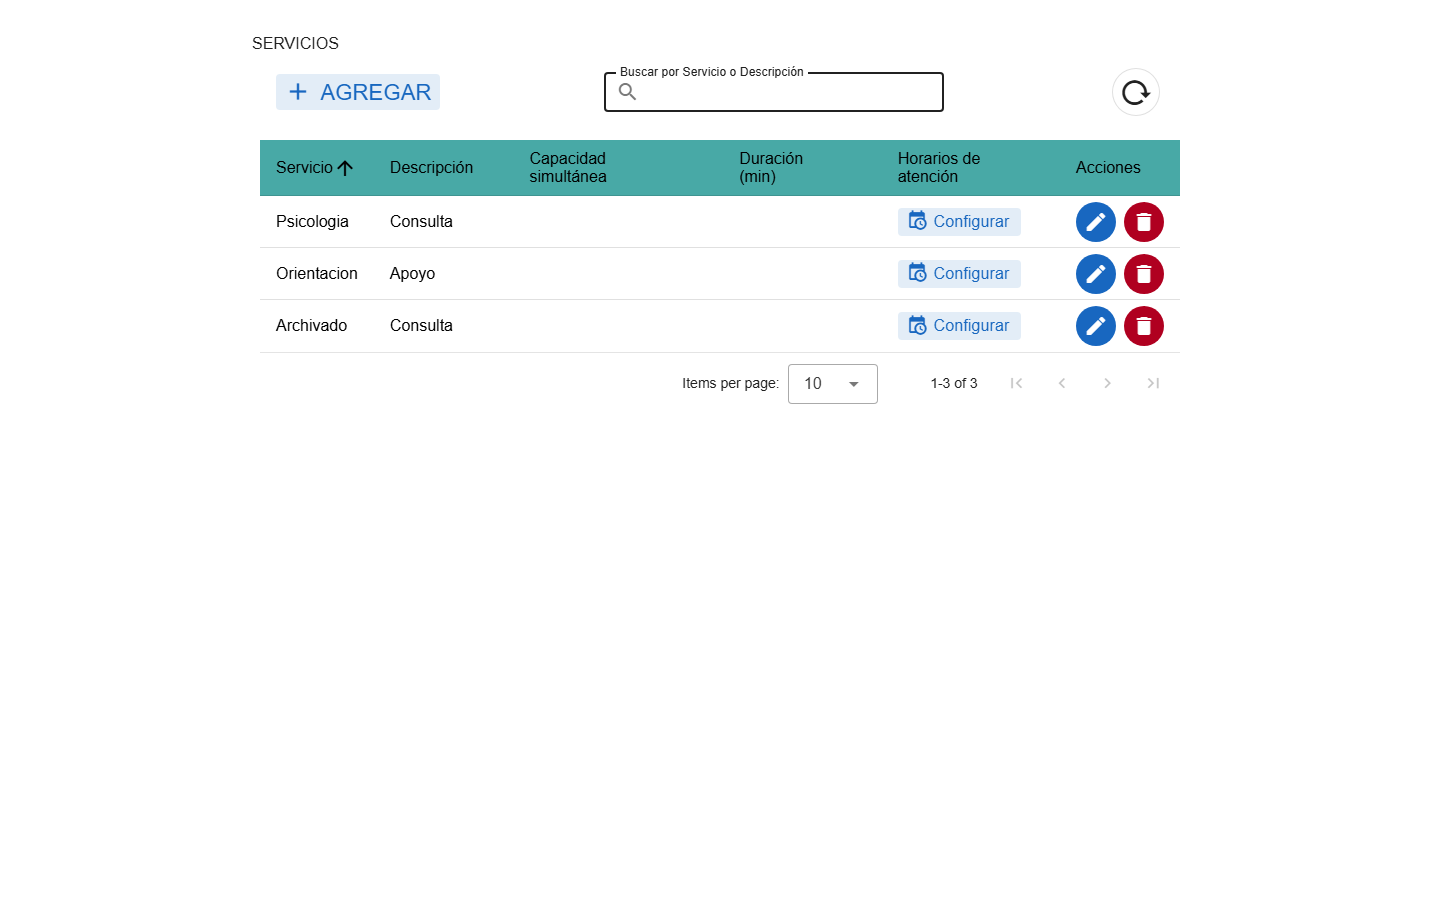 SERVICIOS
AGREGAR
Buscar por Servicio o Descripción
Servicio Descripción Capacidad simultánea Duración (min) Horarios de atención Acciones
Psicologia Consulta Configurar
Orientacion Apoyo Configurar
Archivado Consulta Configurar
Items per page: 10 1-3 of 3